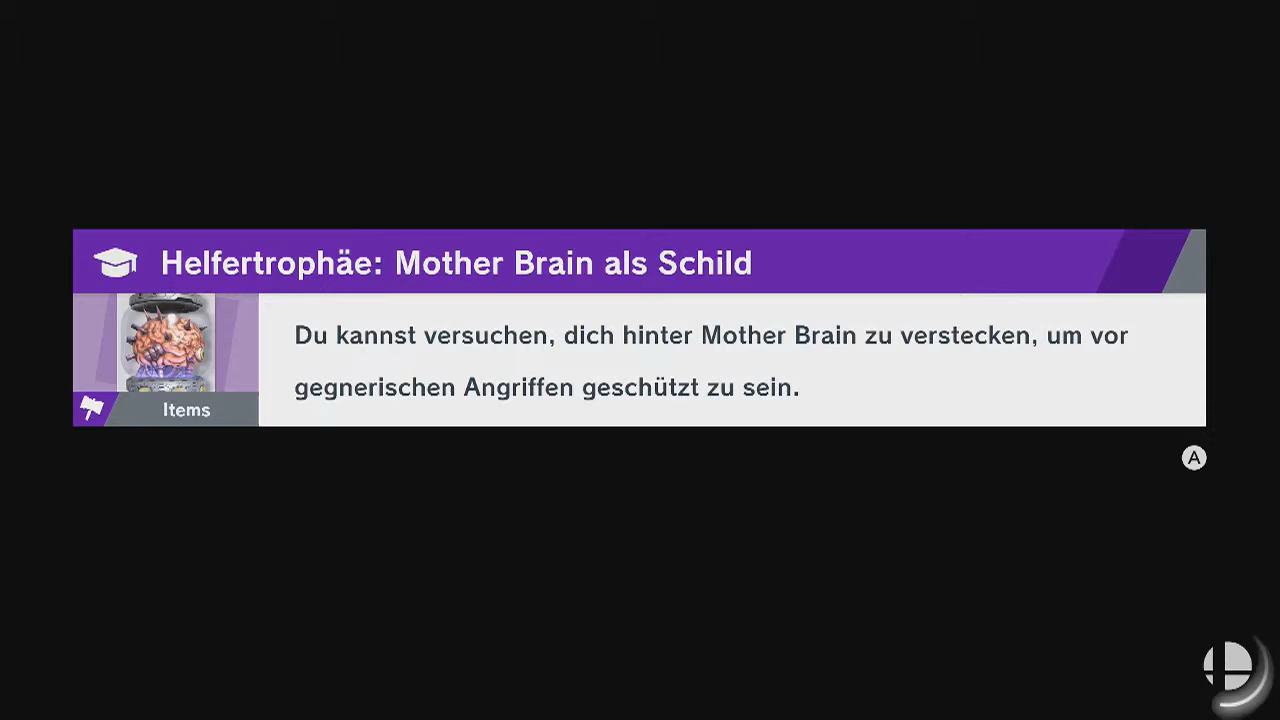 Helfertrophäe: Mother Brain als Schild
Du kannst versuchen, dich hinter Mother Brain zu verstecken, um vor
gegnerischen Angriffen geschützt zu sein.
Items
A